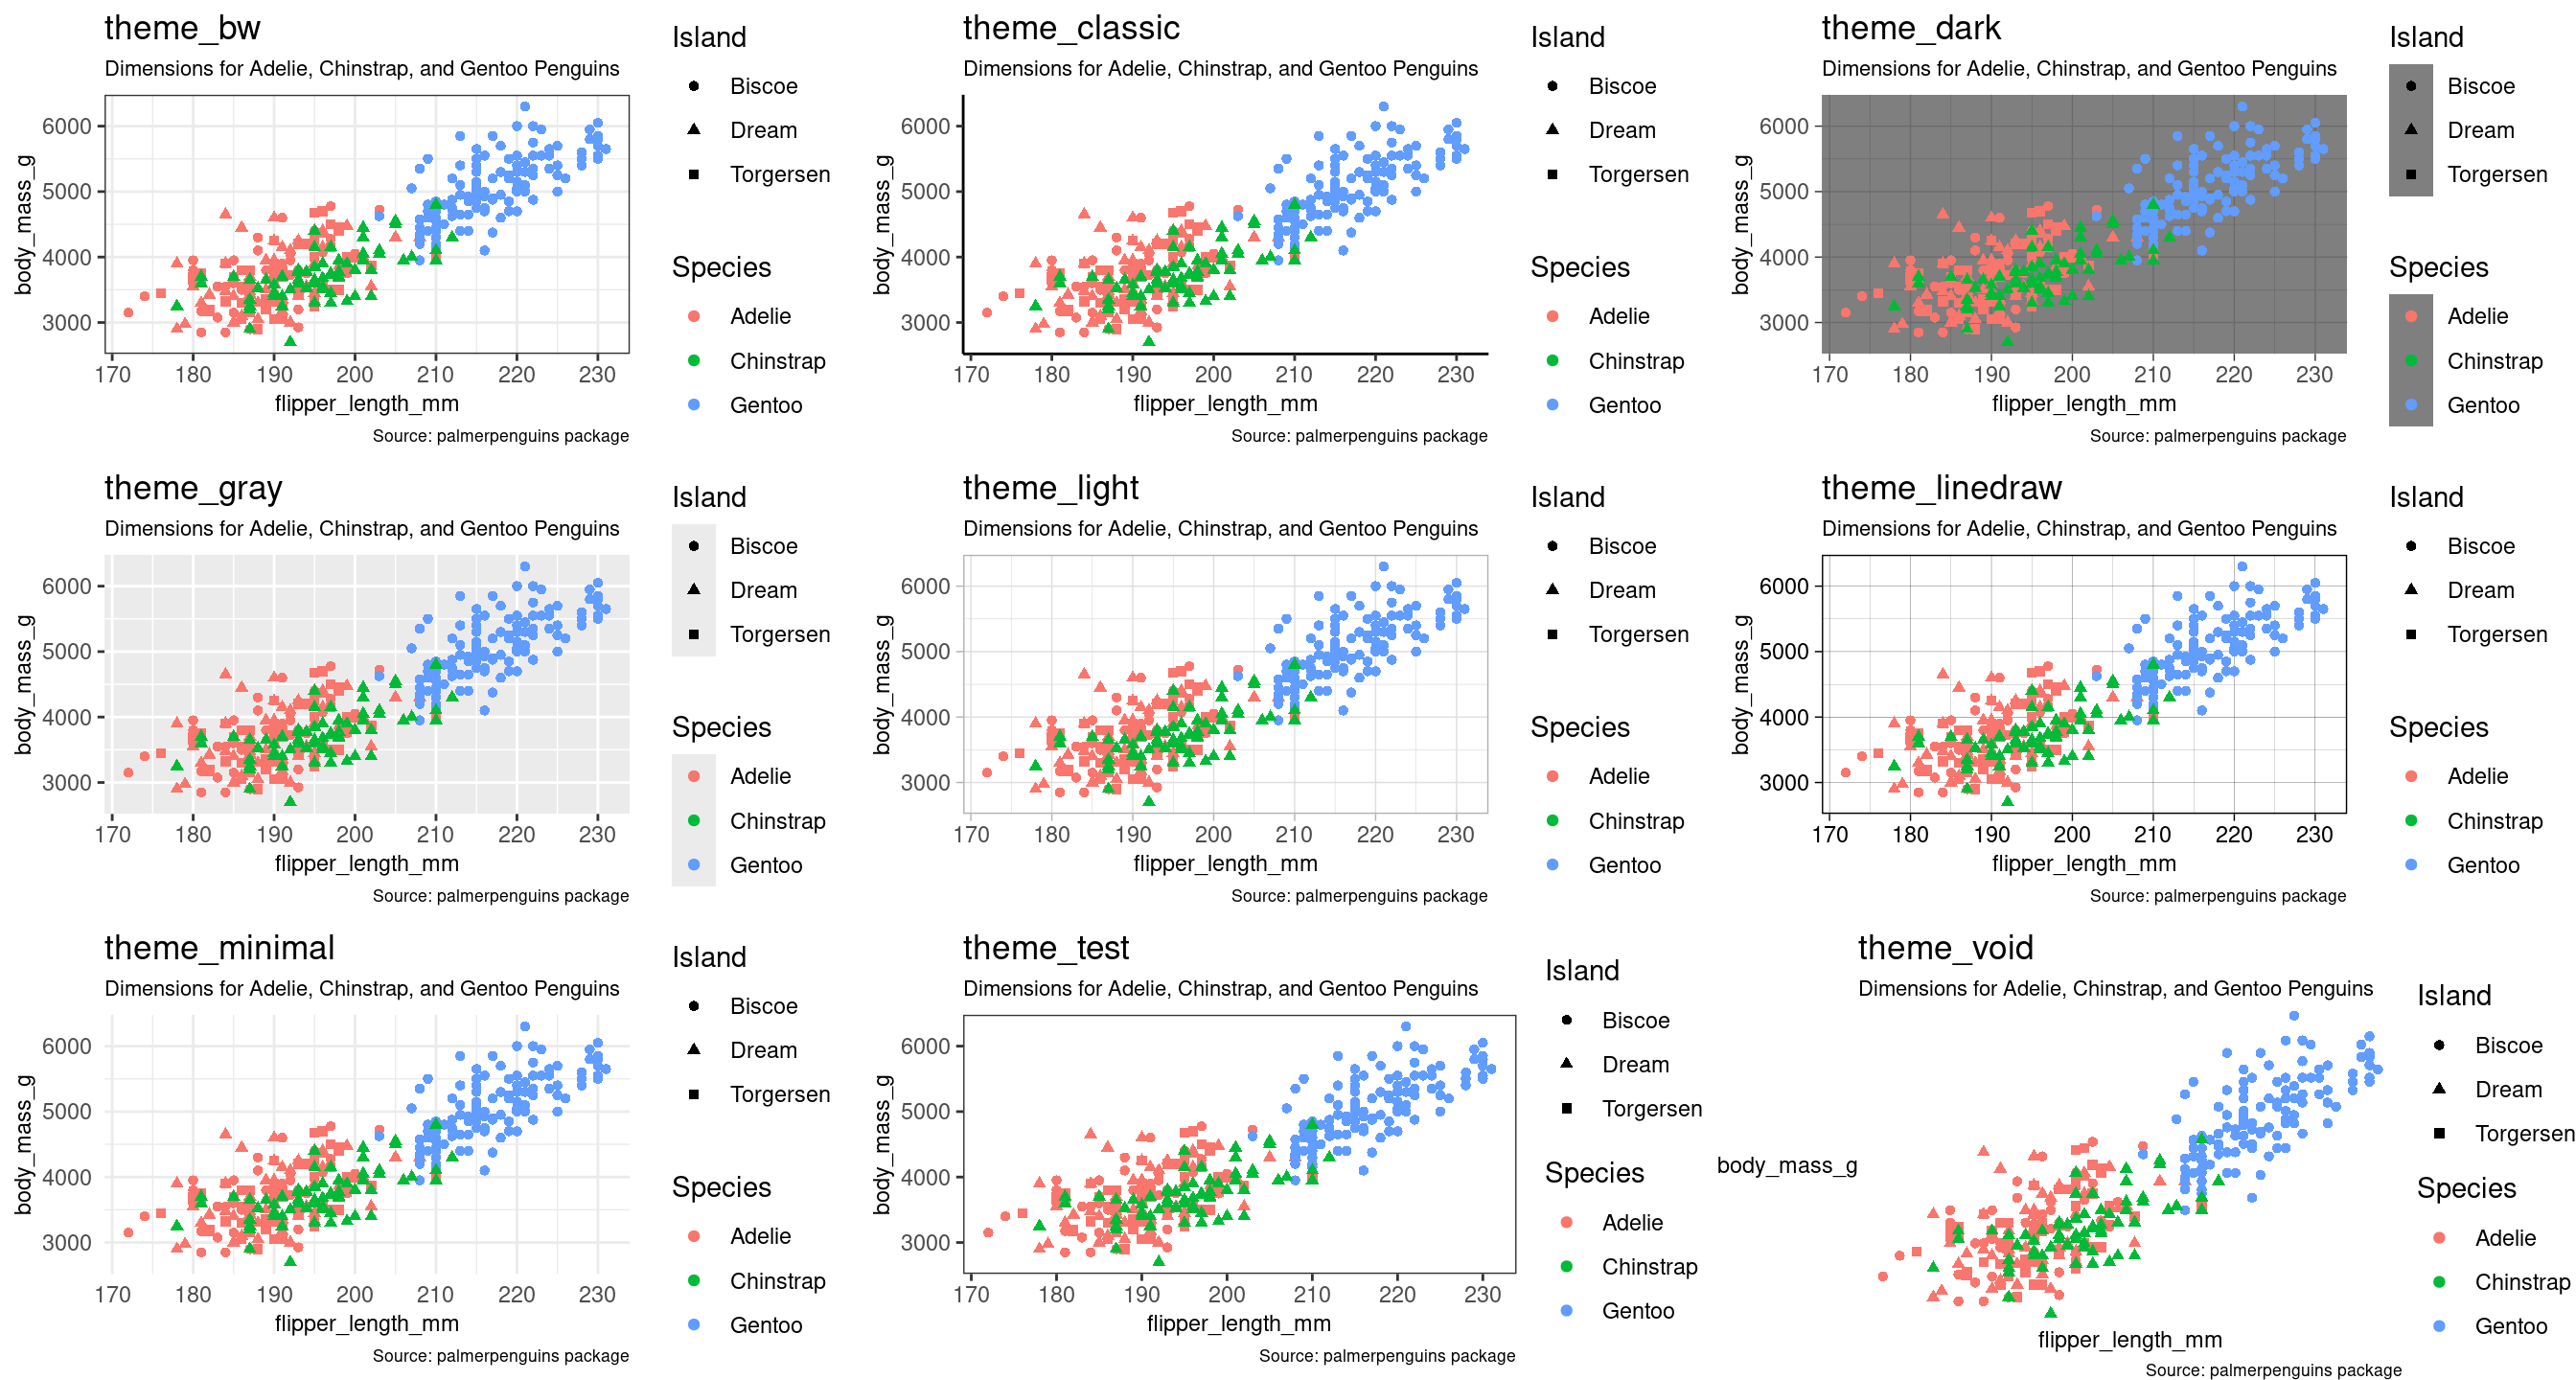 theme_bw
Dimensions for Adelie, Chinstrap, and Gentoo Penguins
body_mass_g
6000
5000
4000
3000
170 180 190 200 210 220 230
flipper_length_mm
Source: palmerpenguins package
Island
Biscoe
Dream
Torgersen
Species
Adelie
Chinstrap
Gentoo
theme_classic
Dimensions for Adelie, Chinstrap, and Gentoo Penguins
body_mass_g
6000
5000
4000
3000
170 180 190 200 210 220 230
flipper_length_mm
Source: palmerpenguins package
Island
Biscoe
Dream
Torgersen
Species
Adelie
Chinstrap
Gentoo
theme_dark
Dimensions for Adelie, Chinstrap, and Gentoo Penguins
body_mass_g
6000
5000
4000
3000
170 180 190 200 210 220 230
flipper_length_mm
Source: palmerpenguins package
Island
Biscoe
Dream
Torgersen
Species
Adelie
Chinstrap
Gentoo
theme_gray
Dimensions for Adelie, Chinstrap, and Gentoo Penguins
body_mass_g
6000
5000
4000
3000
170 180 190 200 210 220 230
flipper_length_mm
Source: palmerpenguins package
Island
Biscoe
Dream
Torgersen
Species
Adelie
Chinstrap
Gentoo
theme_light
Dimensions for Adelie, Chinstrap, and Gentoo Penguins
body_mass_g
6000
5000
4000
3000
170 180 190 200 210 220 230
flipper_length_mm
Source: palmerpenguins package
Island
Biscoe
Dream
Torgersen
Species
Adelie
Chinstrap
Gentoo
theme_linedraw
Dimensions for Adelie, Chinstrap, and Gentoo Penguins
body_mass_g
6000
5000
4000
3000
170 180 190 200 210 220 230
flipper_length_mm
Source: palmerpenguins package
Island
Biscoe
Dream
Torgersen
Species
Adelie
Chinstrap
Gentoo
theme_minimal
Dimensions for Adelie, Chinstrap, and Gentoo Penguins
body_mass_g
6000
5000
4000
3000
170 180 190 200 210 220 230
flipper_length_mm
Source: palmerpenguins package
Island
Biscoe
Dream
Torgersen
Species
Adelie
Chinstrap
Gentoo
theme_test
Dimensions for Adelie, Chinstrap, and Gentoo Penguins
body_mass_g
6000
5000
4000
3000
170 180 190 200 210 220 230
flipper_length_mm
Source: palmerpenguins package
Island
Biscoe
Dream
Torgersen
Species
Adelie
Chinstrap
Gentoo
theme_void
Dimensions for Adelie, Chinstrap, and Gentoo Penguins
body_mass_g
flipper_length_mm
Source: palmerpenguins package
Island
Biscoe
Dream
Torgersen
Species
Adelie
Chinstrap
Gentoo